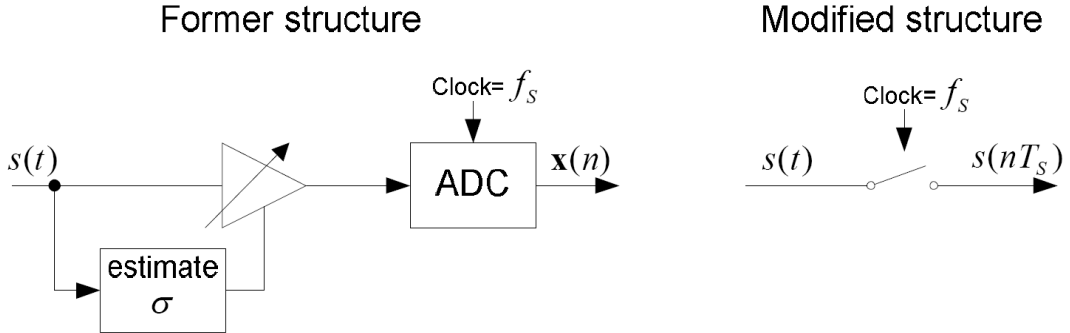 Former structure
Modified structure
Clock= f_S
Clock= f_S
s(t)
ADC
x(n)
s(t)
s(nT_S)
estimate
σ